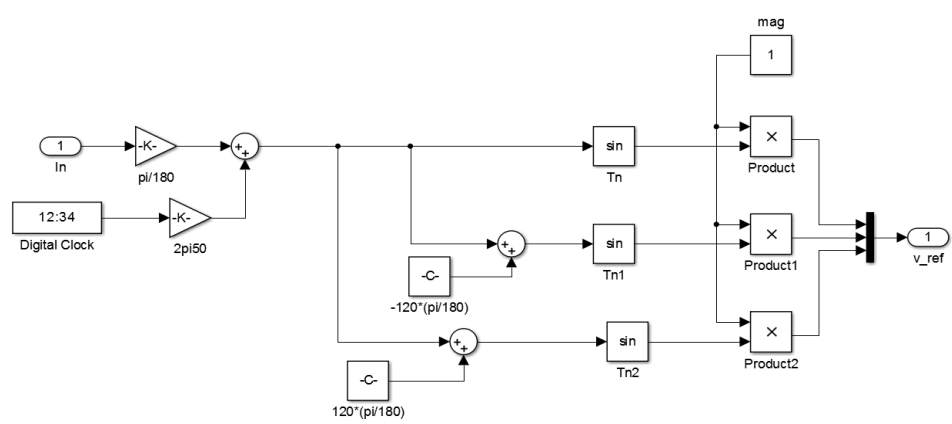 mag
1
1
In
-K-
pi/180
+
+
sin
Tn
×
Product
12:34
Digital Clock
-K-
2pi50
+
+
sin
Tn1
×
Product1
1
v_ref
-C-
-120*(pi/180)
+
+
sin
Tn2
×
Product2
-C-
120*(pi/180)